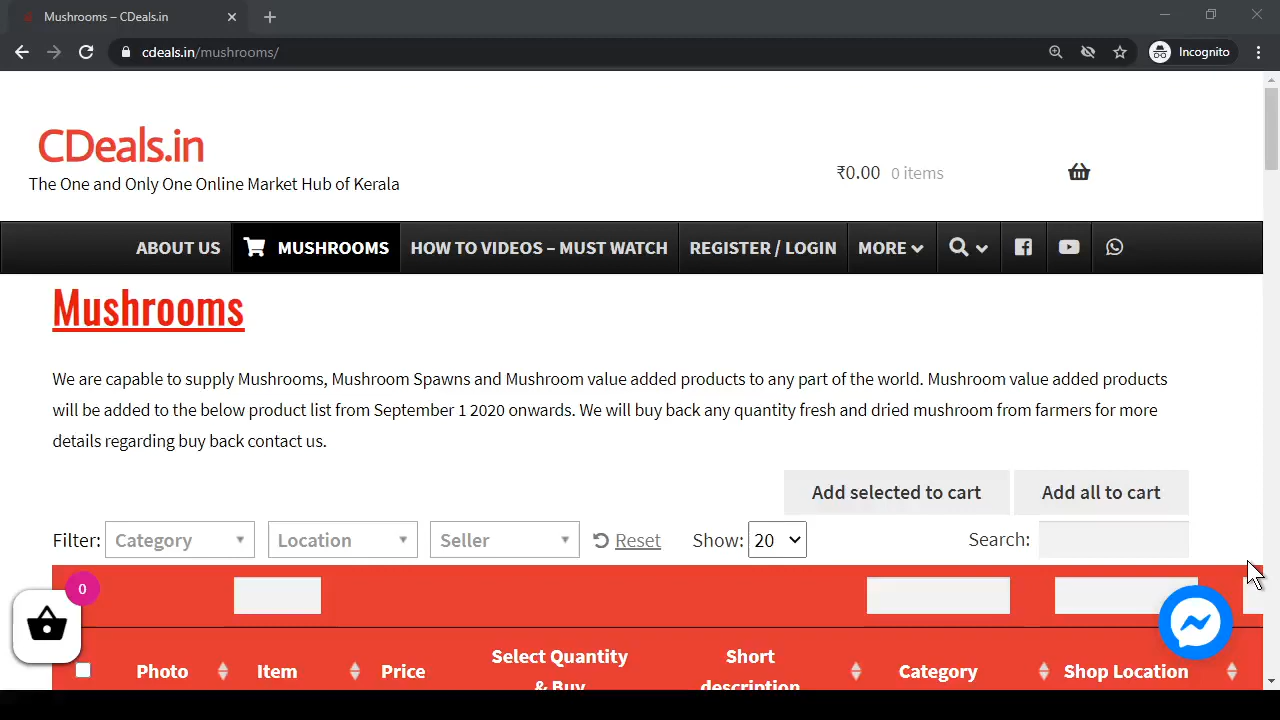 Mushrooms – CDeals.in
cdeals.in/mushrooms/
Incognito
CDeals.in
The One and Only One Online Market Hub of Kerala
₹0.00 0 items
ABOUT US MUSHROOMS HOW TO VIDEOS – MUST WATCH REGISTER / LOGIN MORE
Mushrooms
We are capable to supply Mushrooms, Mushroom Spawns and Mushroom value added products to any part of the world. Mushroom value added products
will be added to the below product list from September 1 2020 onwards. We will buy back any quantity fresh and dried mushroom from farmers for more
details regarding buy back contact us.
Add selected to cart Add all to cart
Filter: Category Location Seller Reset Show: 20 Search:
0
Photo Item Price Select Quantity & Buy Short description Category Shop Location